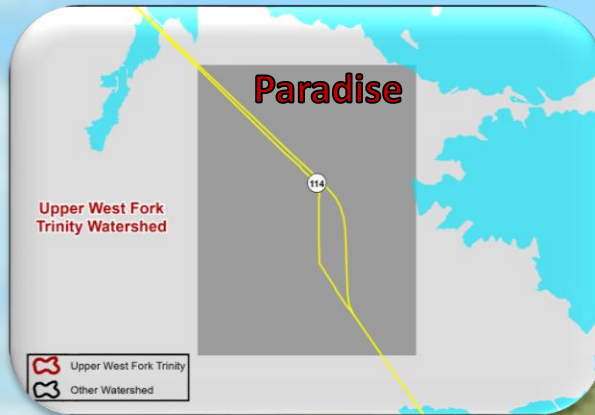 Paradise
114
Upper West Fork
Trinity Watershed
Upper West Fork Trinity
Other Watershed